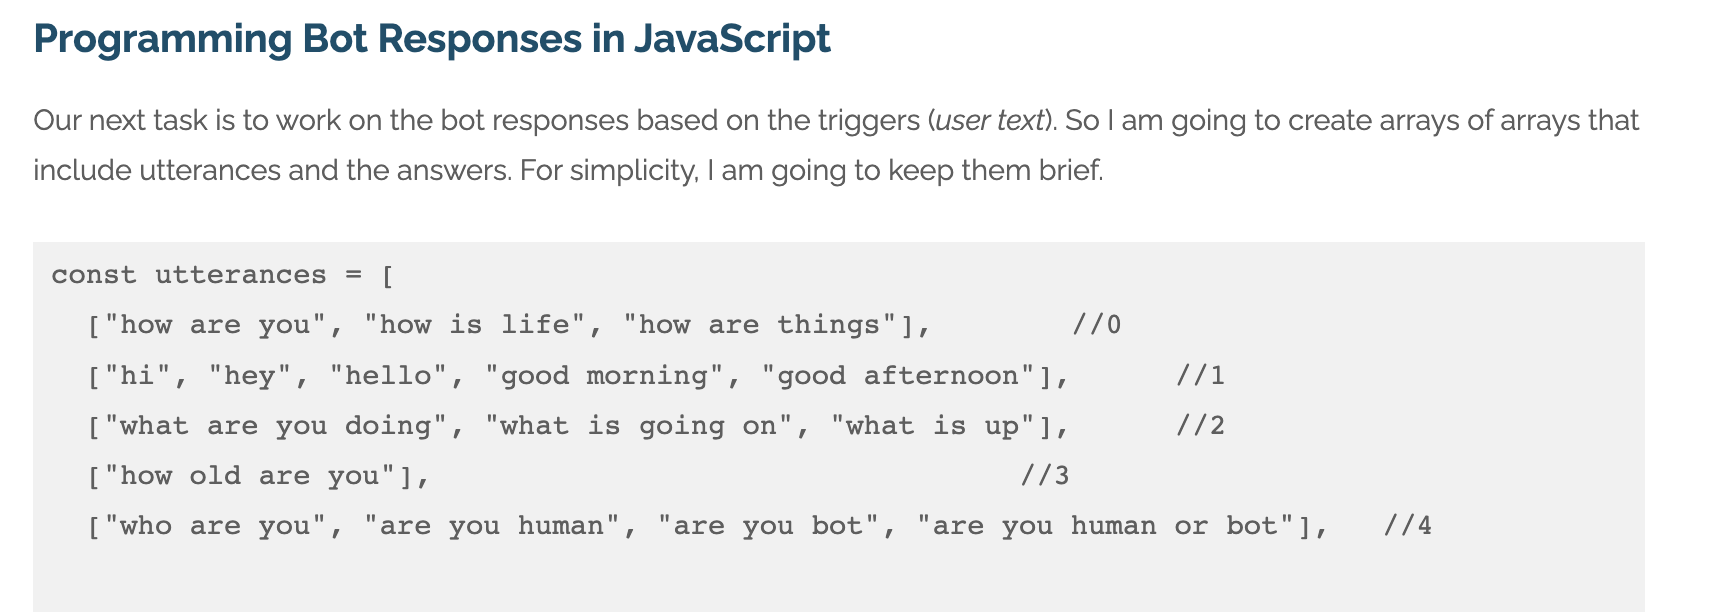 Programming Bot Responses in JavaScript
Our next task is to work on the bot responses based on the triggers (user text). So I am going to create arrays of arrays that
include utterances and the answers. For simplicity, I am going to keep them brief.
const utterances = [
  ["how are you", "how is life", "how are things"],        //0
  ["hi", "hey", "hello", "good morning", "good afternoon"],      //1
  ["what are you doing", "what is going on", "what is up"],      //2
  ["how old are you"],                                  //3
  ["who are you", "are you human", "are you bot", "are you human or bot"],   //4